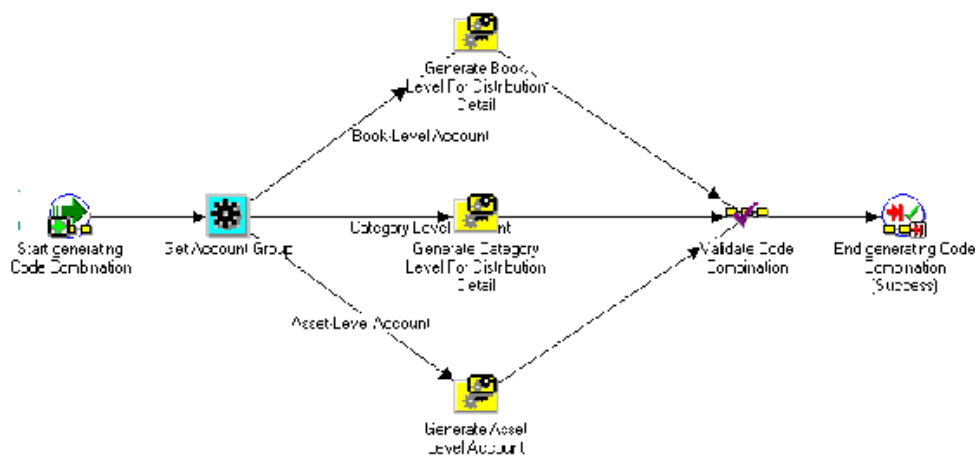 Generate Book
Level For Distribution
Detail
Book-Level Account
Start generating
Code Combination
Get Account Group
Category Level
Generate Category
Level For Distribution
Detail
Validate Code
Combination
End generating Code
Combination
(Success)
Asset-Level Account
Generate Asset
Level Account